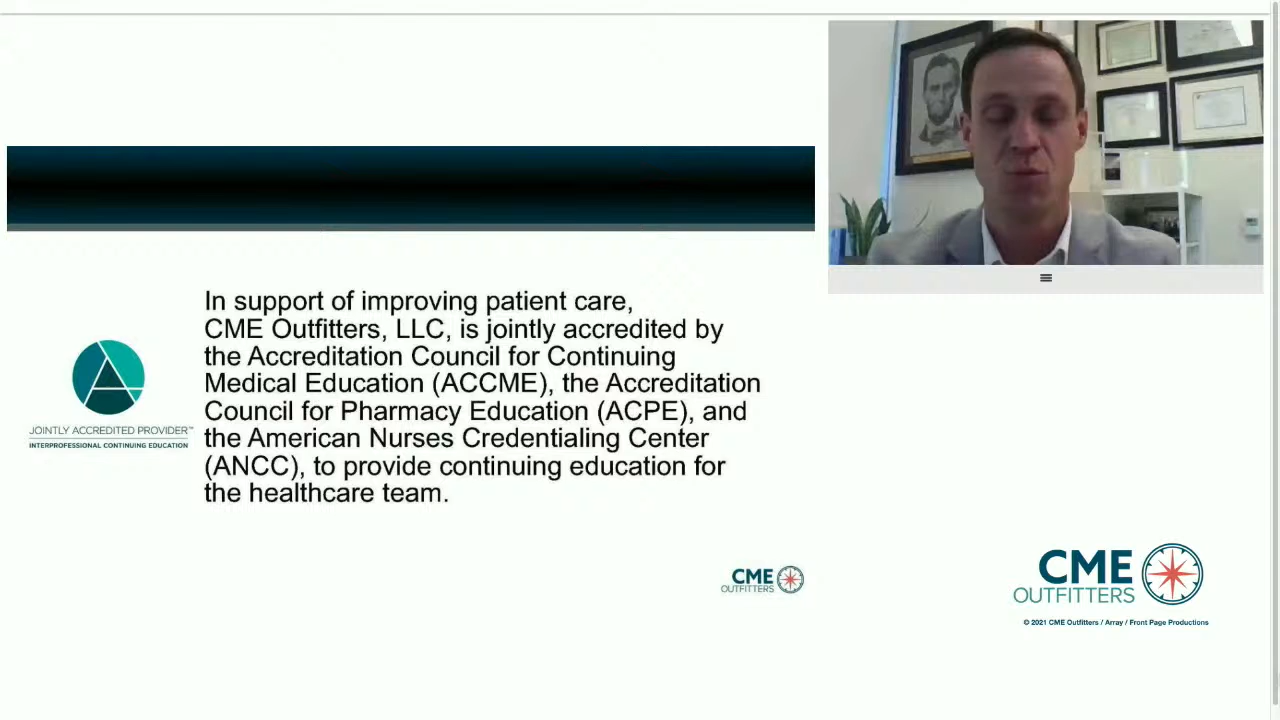 In support of improving patient care,
CME Outfitters, LLC, is jointly accredited by
the Accreditation Council for Continuing
Medical Education (ACCME), the Accreditation
Council for Pharmacy Education (ACPE), and
the American Nurses Credentialing Center
(ANCC), to provide continuing education for
the healthcare team.
JOINTLY ACCREDITED PROVIDER™
INTERPROFESSIONAL CONTINUING EDUCATION
CME
OUTFITTERS
CME
OUTFITTERS
© 2021 CME Outfitters / Array / Front Page Productions